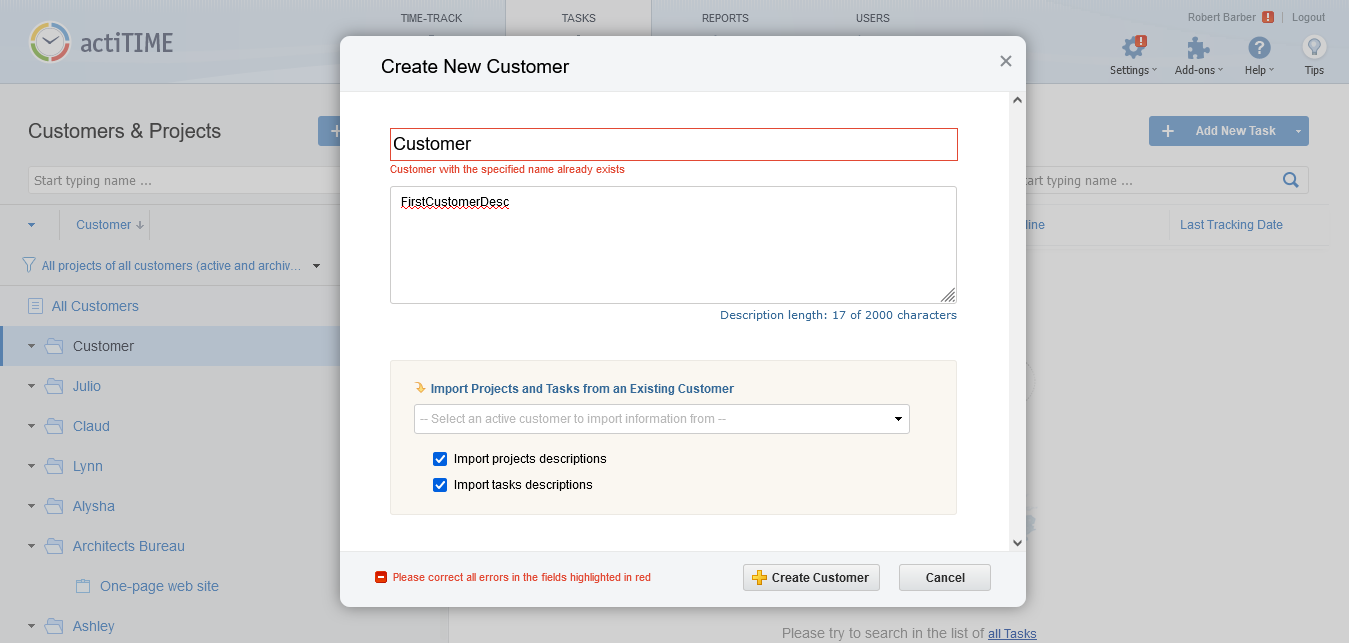 TIME-TRACK TASKS REPORTS USERS
Robert Barber ! | Logout
actiTIME
Settings Add-ons Help Tips
Create New Customer
Customers & Projects
Add New Task
Customer
Customer with the specified name already exists
Start typing name ...
art typing name ...
FirstCustomerDesc
Customer
Last Tracking Date
All projects of all customers (active and archiv...
All Customers
Description length: 17 of 2000 characters
Customer
Julio
Import Projects and Tasks from an Existing Customer
-- Select an active customer to import information from --
Claud
Import projects descriptions
Lynn
Import tasks descriptions
Alysha
Architects Bureau
Please correct all errors in the fields highlighted in red
Create Customer
Cancel
One-page web site
Ashley
Please try to search in the list of all Tasks